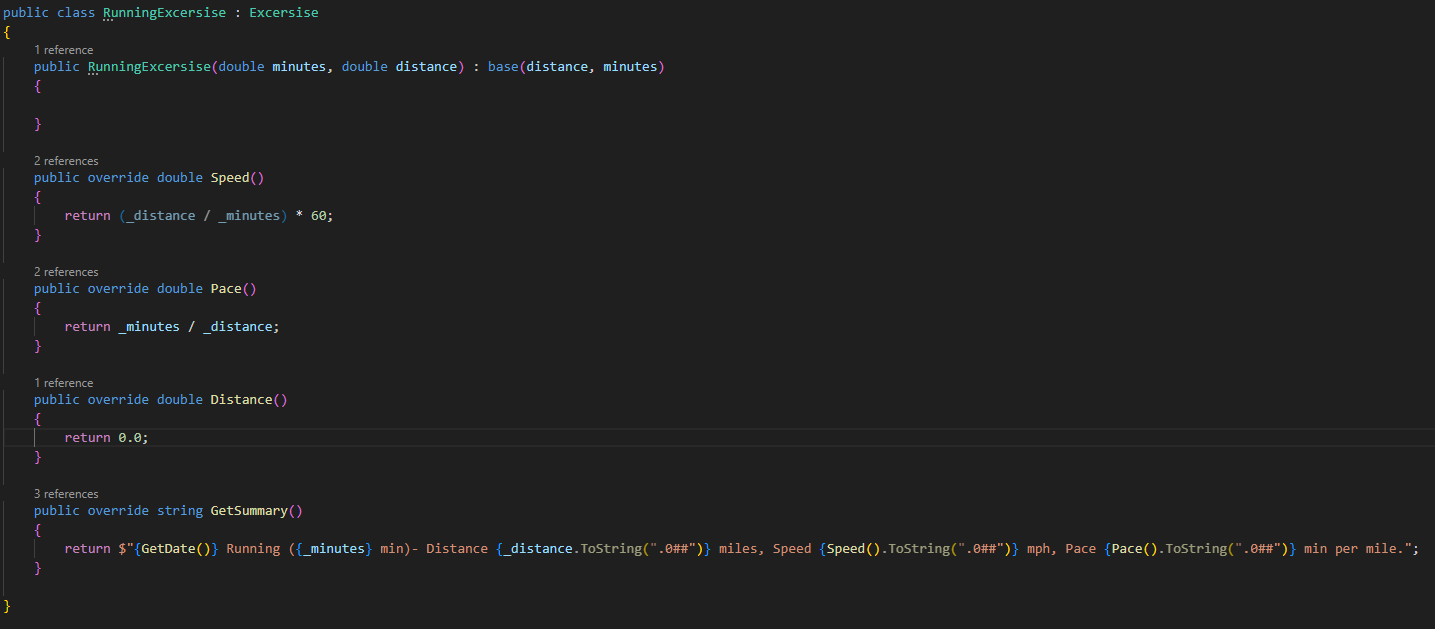 public class RunningExcersise : Excersise
{
1 reference
public RunningExcersise(double minutes, double distance) : base(distance, minutes)
{
}
2 references
public override double Speed()
{
return (_distance / _minutes) * 60;
}
2 references
public override double Pace()
{
return _minutes / _distance;
}
1 reference
public override double Distance()
{
return 0.0;
}
3 references
public override string GetSummary()
{
return $"{GetDate()} Running ({_minutes} min)- Distance {_distance.ToString(".0##")} miles, Speed {Speed().ToString(".0##")} mph, Pace {Pace().ToString(".0##")} min per mile.";
}
}